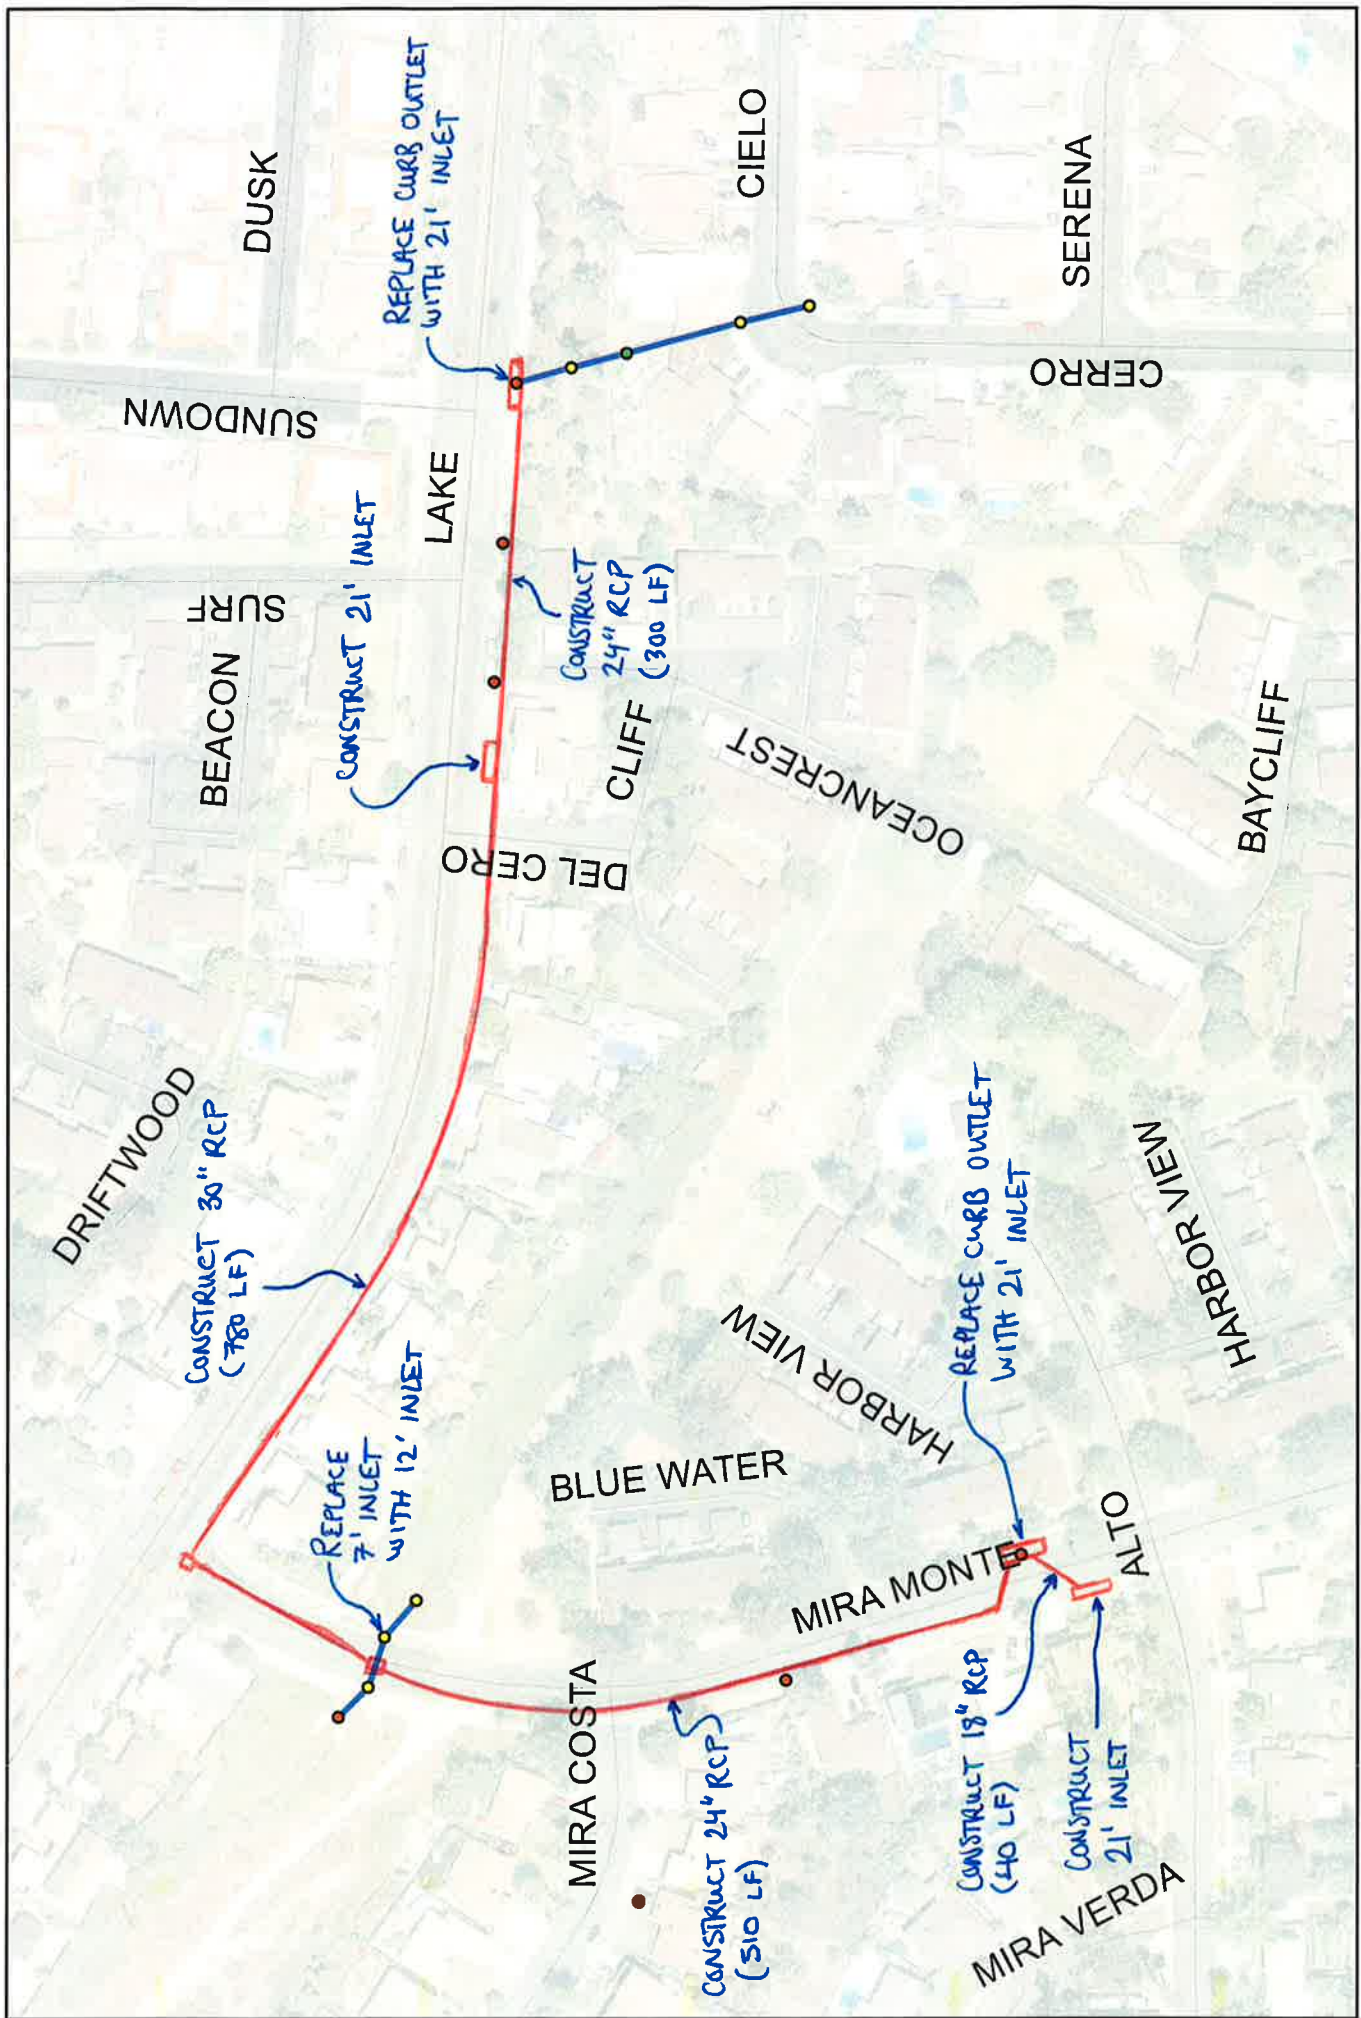 DUSK
REPLACE CURB OUTLET
WITH 21' INLET
CIELO
SERENA
SUNDOWN
LAKE
CERRO
SURF
BEACON
CONSTRUCT 21' INLET
CONSTRUCT
24" RCP
(300 LF)
CLIFF
DEL CERO
OCEANCREST
BAYCLIFF
DRIFTWOOD
CONSTRUCT 30" RCP
(780 LF)
REPLACE
7' INLET
WITH 12' INLET
BLUE WATER
HARBOR VIEW
REPLACE CURB OUTLET
WITH 21' INLET
HARBOR VIEW
MIRA MONTE
ALTO
MIRA COSTA
CONSTRUCT 24" RCP
(510 LF)
CONSTRUCT 18" RCP
(40 LF)
CONSTRUCT
21' INLET
MIRA VERDA